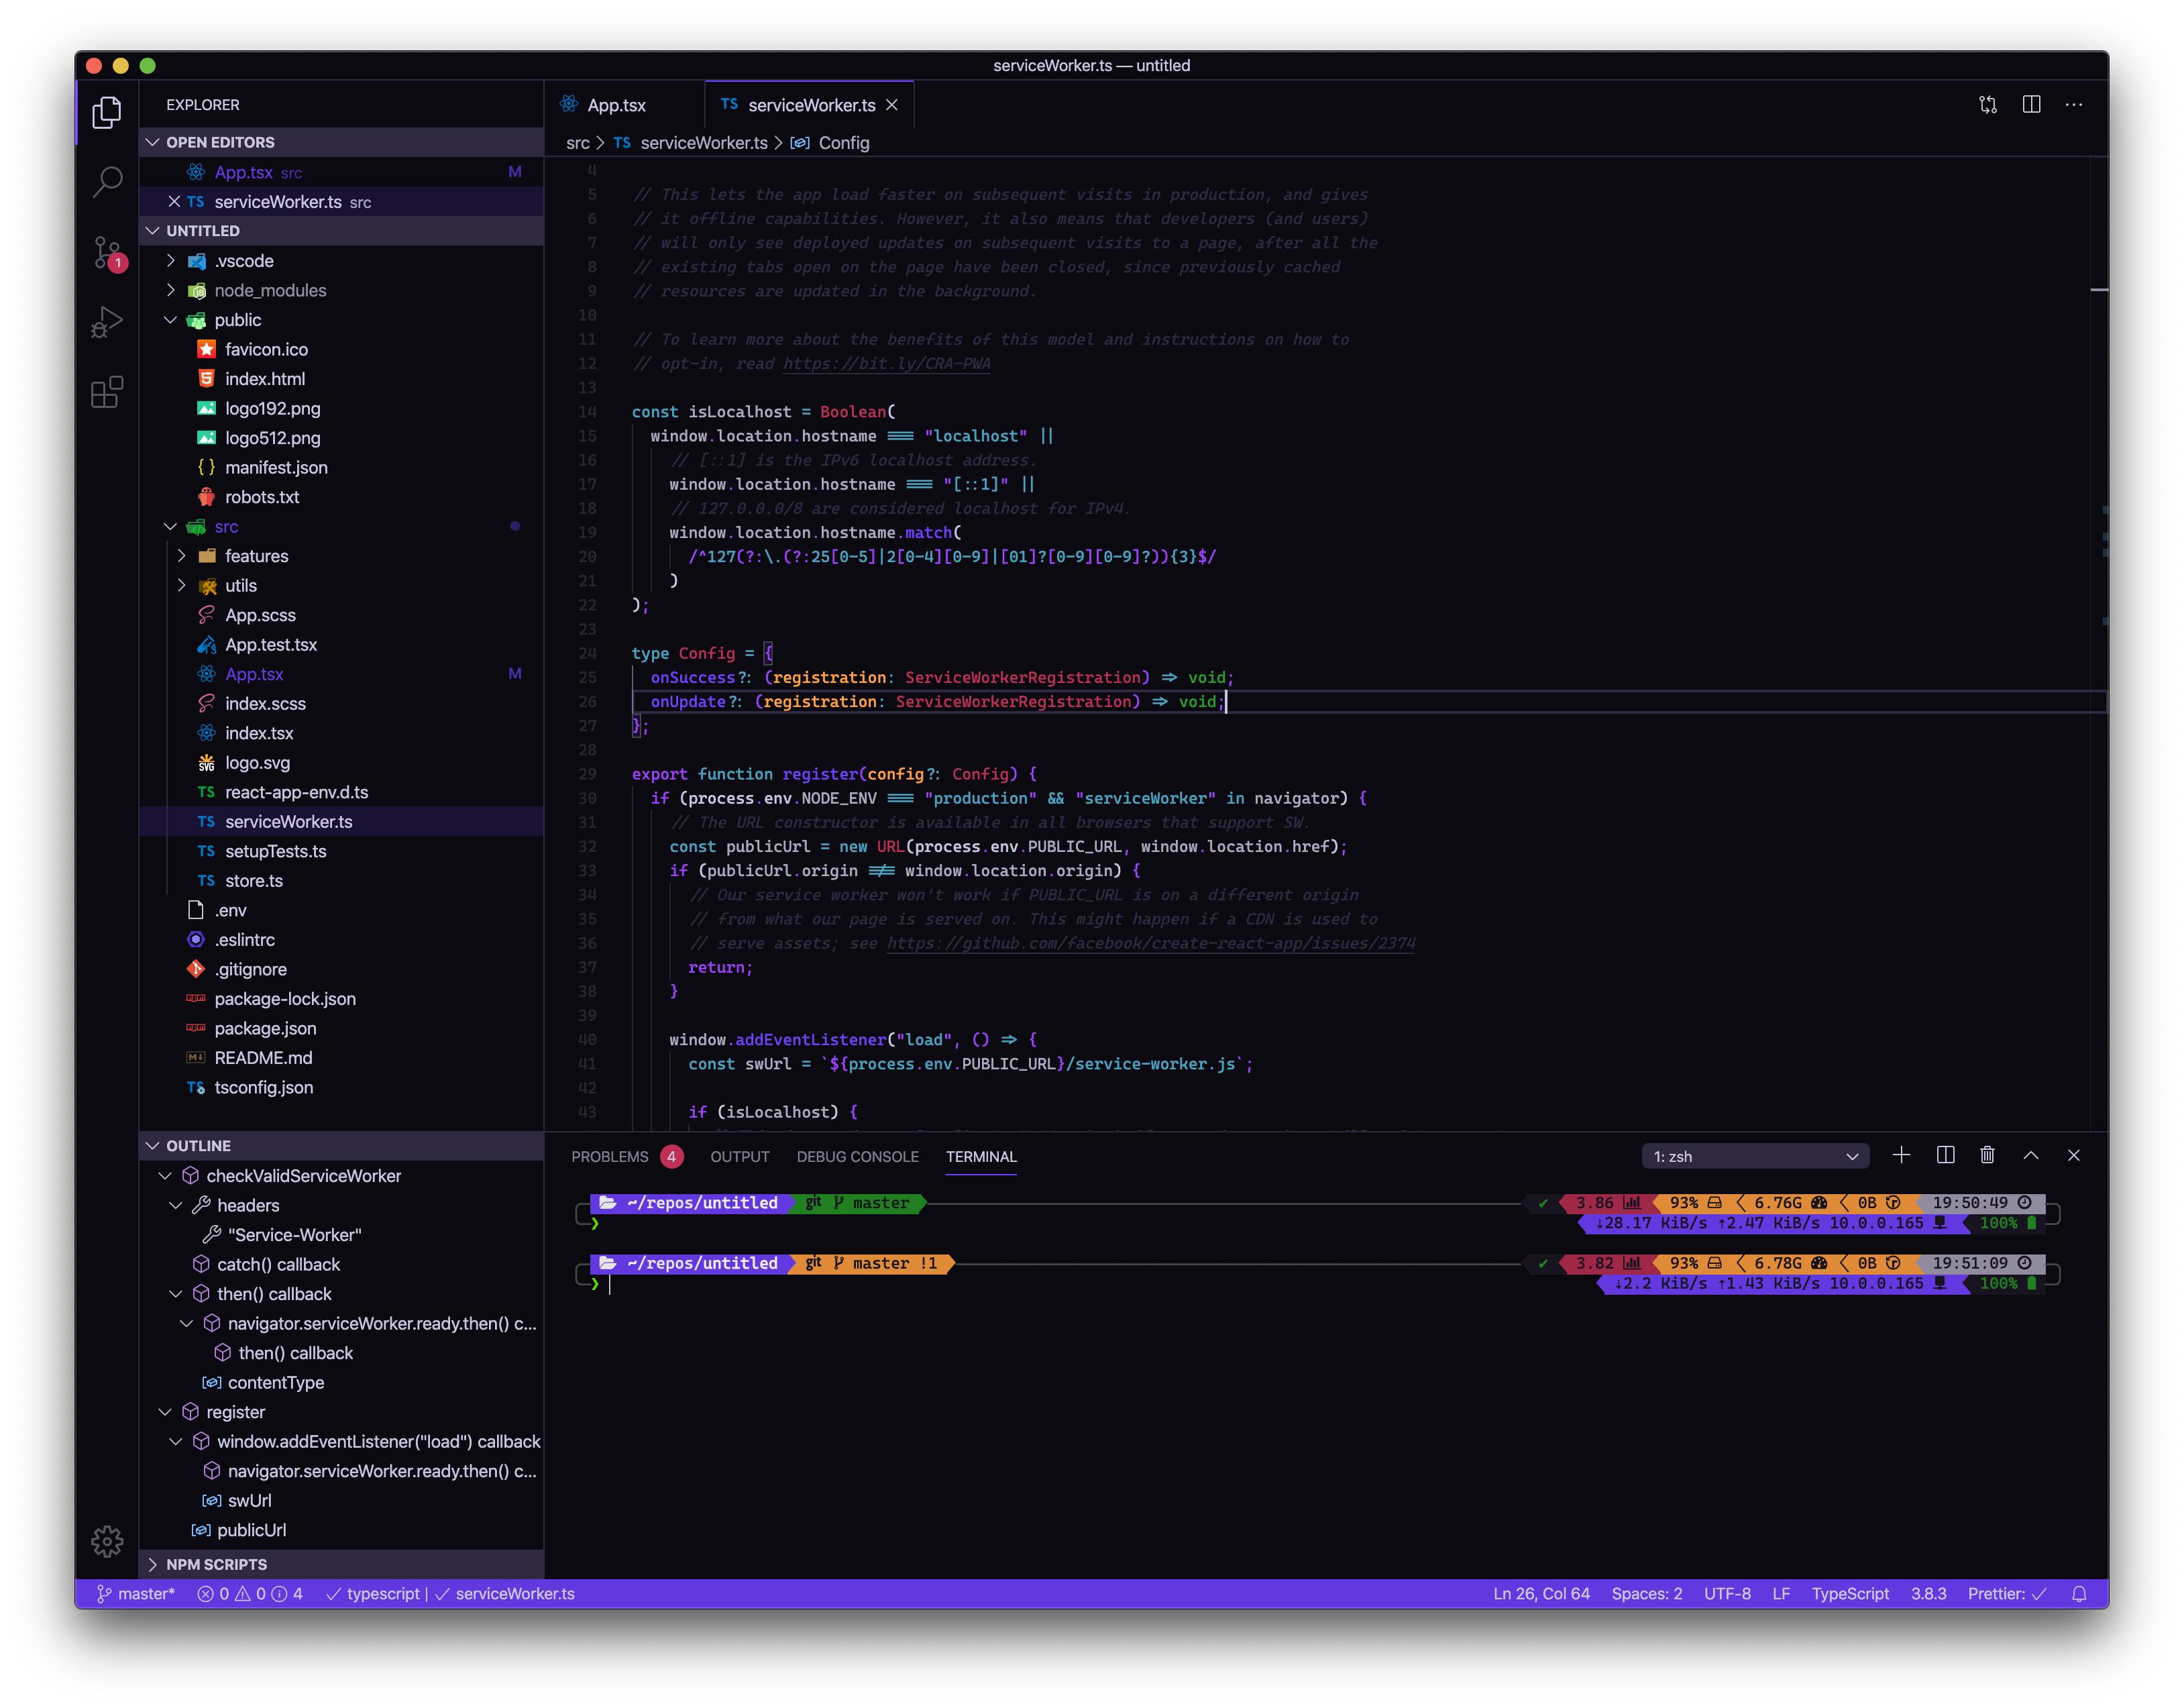 serviceWorker.ts — untitled
EXPLORER
OPEN EDITORS
App.tsx src M
TS serviceWorker.ts src
UNTITLED
.vscode
node_modules
public
favicon.ico
index.html
logo192.png
logo512.png
{ } manifest.json
robots.txt
src
features
utils
App.scss
App.test.tsx
App.tsx M
index.scss
index.tsx
SVG logo.svg
TS react-app-env.d.ts
TS serviceWorker.ts
TS setupTests.ts
TS store.ts
.env
.eslintrc
.gitignore
package-lock.json
package.json
M↓ README.md
TS tsconfig.json
1
OUTLINE
checkValidServiceWorker
headers
"Service-Worker"
catch() callback
then() callback
navigator.serviceWorker.ready.then() c...
then() callback
contentType
register
window.addEventListener("load") callback
navigator.serviceWorker.ready.then() c...
swUrl
publicUrl
NPM SCRIPTS
App.tsx
TS serviceWorker.ts
src > TS serviceWorker.ts > Config
4
5 // This lets the app load faster on subsequent visits in production, and gives
6 // it offline capabilities. However, it also means that developers (and users)
7 // will only see deployed updates on subsequent visits to a page, after all the
8 // existing tabs open on the page have been closed, since previously cached
9 // resources are updated in the background.
10
11 // To learn more about the benefits of this model and instructions on how to
12 // opt-in, read https://bit.ly/CRA-PWA
13
14 const isLocalhost = Boolean(
15 window.location.hostname === "localhost" ||
16 // [::1] is the IPv6 localhost address.
17 window.location.hostname === "[::1]" ||
18 // 127.0.0.0/8 are considered localhost for IPv4.
19 window.location.hostname.match(
20 /^127(?:\.(?:25[0-5]|2[0-4][0-9]|[01]?[0-9][0-9]?)){3}$/
21 )
22 );
23
24 type Config = {
25 onSuccess?: (registration: ServiceWorkerRegistration) => void;
26 onUpdate?: (registration: ServiceWorkerRegistration) => void;
27 };
28
29 export function register(config?: Config) {
30 if (process.env.NODE_ENV === "production" && "serviceWorker" in navigator) {
31 // The URL constructor is available in all browsers that support SW.
32 const publicUrl = new URL(process.env.PUBLIC_URL, window.location.href);
33 if (publicUrl.origin !== window.location.origin) {
34 // Our service worker won't work if PUBLIC_URL is on a different origin
35 // from what our page is served on. This might happen if a CDN is used to
36 // serve assets; see https://github.com/facebook/create-react-app/issues/2374
37 return;
38 }
39
40 window.addEventListener("load", () => {
41 const swUrl = `${process.env.PUBLIC_URL}/service-worker.js`;
42
43 if (isLocalhost) {
PROBLEMS 4 OUTPUT DEBUG CONSOLE TERMINAL 1: zsh
~/repos/untitled git master ✔ 3.86 93% 6.76G 0B 19:50:49
❯ ↓28.17 KiB/s ↑2.47 KiB/s 10.0.0.165 100%
~/repos/untitled git master !1 ✔ 3.82 93% 6.78G 0B 19:51:09
❯ ↓2.2 KiB/s ↑1.43 KiB/s 10.0.0.165 100%
master* 0 0 4 ✓ typescript | ✓ serviceWorker.ts Ln 26, Col 64 Spaces: 2 UTF-8 LF TypeScript 3.8.3 Prettier: ✓